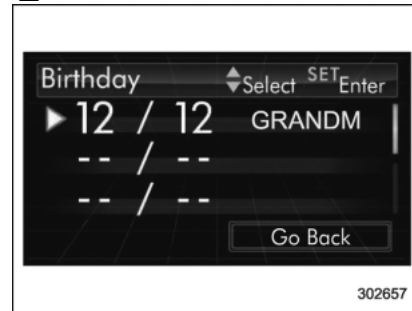 Birthday Select SET Enter
12 / 12 GRANDM
-- / --
-- / --
Go Back
302657